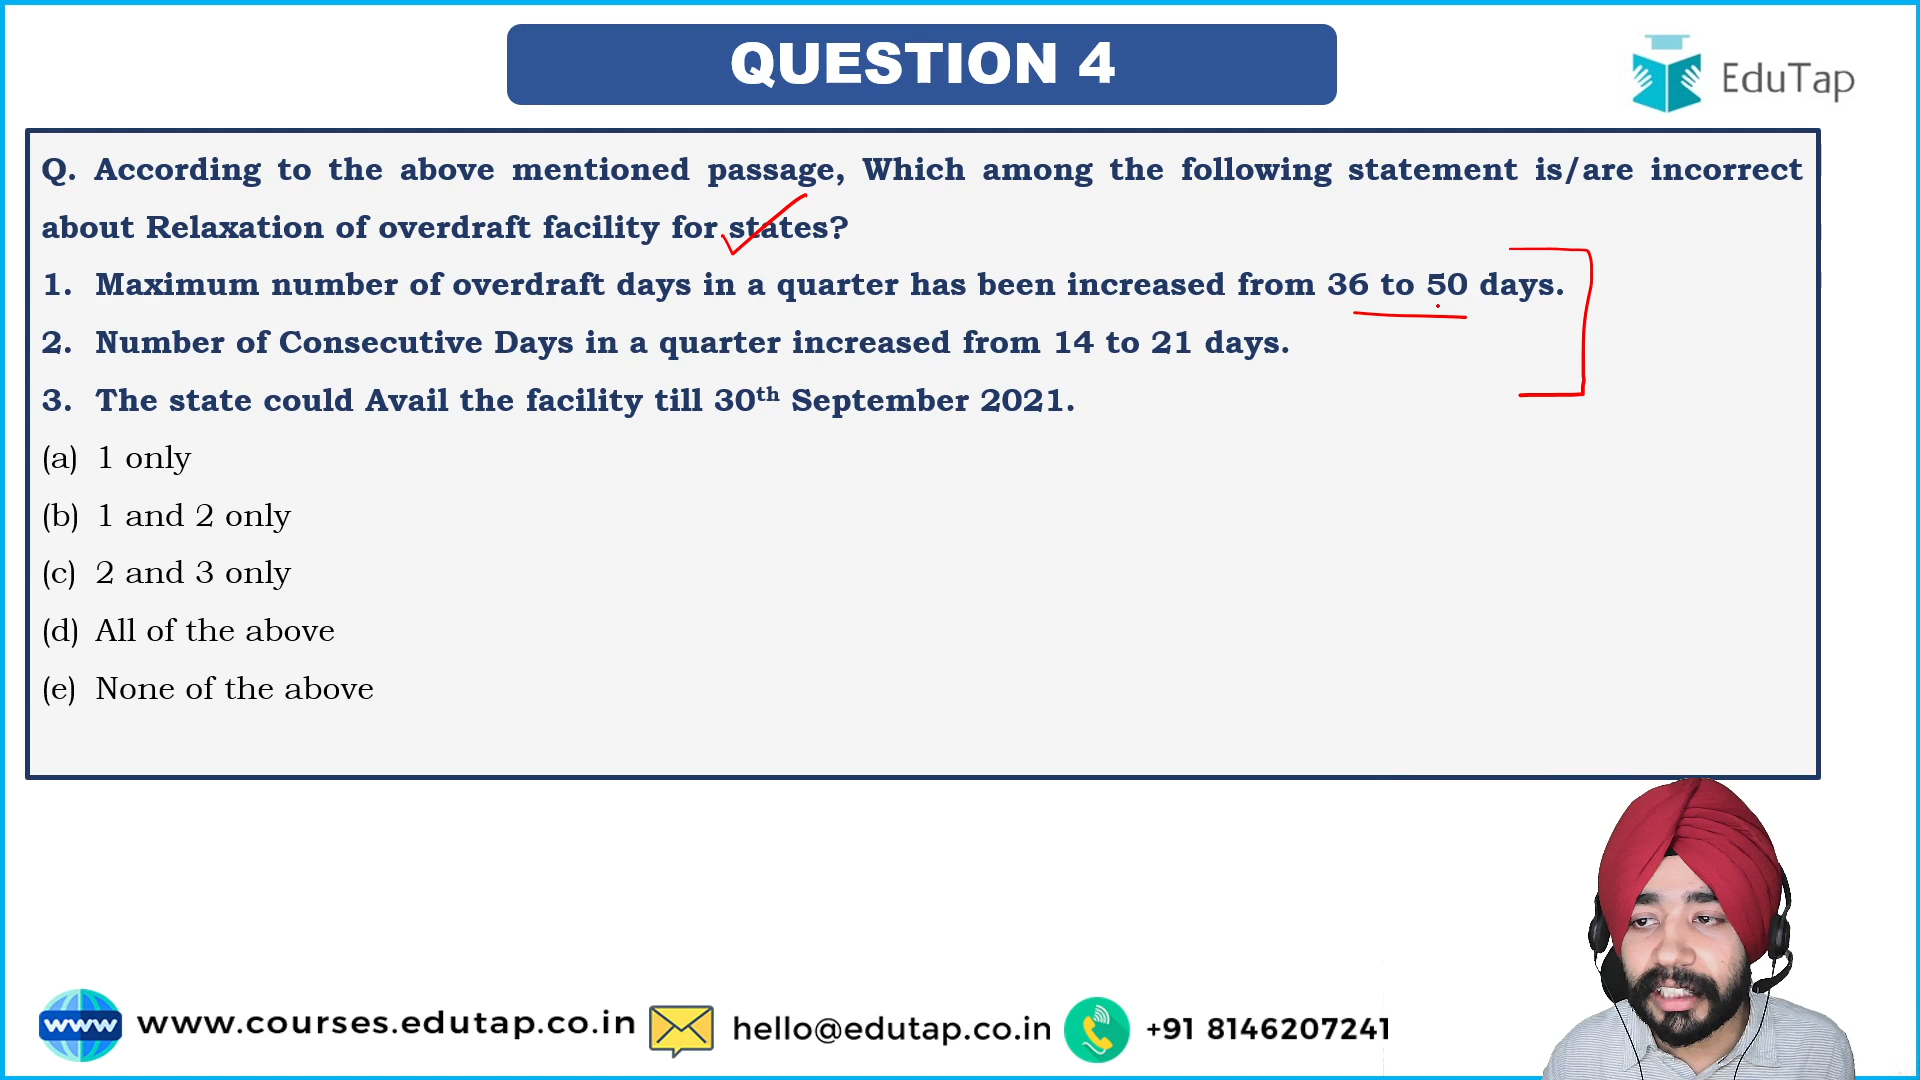 QUESTION 4
EduTap
Q. According to the above mentioned passage, Which among the following statement is/are incorrect
about Relaxation of overdraft facility for states?
1. Maximum number of overdraft days in a quarter has been increased from 36 to 50 days.
2. Number of Consecutive Days in a quarter increased from 14 to 21 days.
3. The state could Avail the facility till 30th September 2021.
(a) 1 only
(b) 1 and 2 only
(c) 2 and 3 only
(d) All of the above
(e) None of the above
www www.courses.edutap.co.in hello@edutap.co.in +91 8146207241